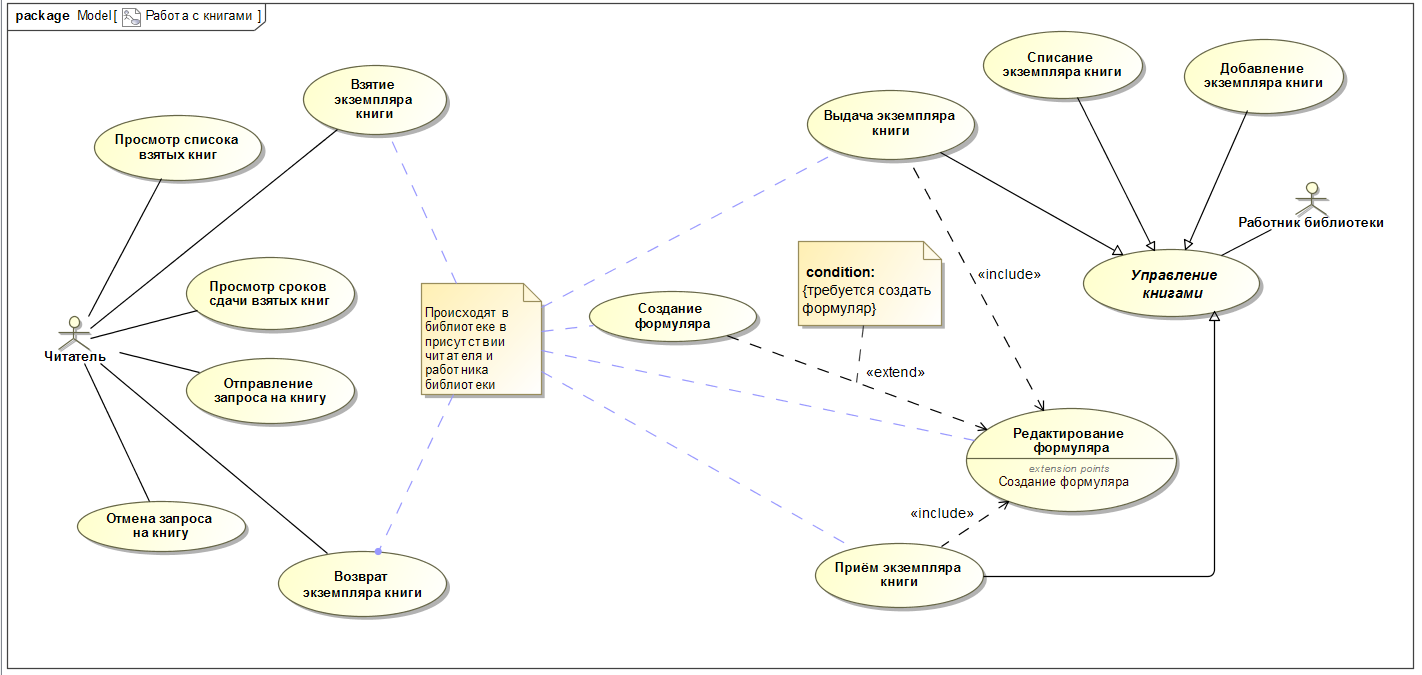 package Model[ Работа с книгами ]
Взятие
экземпляра
книги
Просмотр списока
взятых книг
Просмотр сроков
сдачи взятых книг
Читатель
Отправление
запроса на книгу
Отмена запроса
на книгу
Возврат
экземпляра книги
Происходят в
библиотеке в
присутствии
читателя и
работника
библиотеки
Создание
формуляра
condition:
{требуется создать
формуляр}
«extend»
«include»
Выдача экземпляра
книги
Списание
экземпляра книги
Добавление
экземпляра книги
Работник библиотеки
Управление
книгами
Редактирование
формуляра
extension points
Создание формуляра
«include»
Приём экземпляра
книги